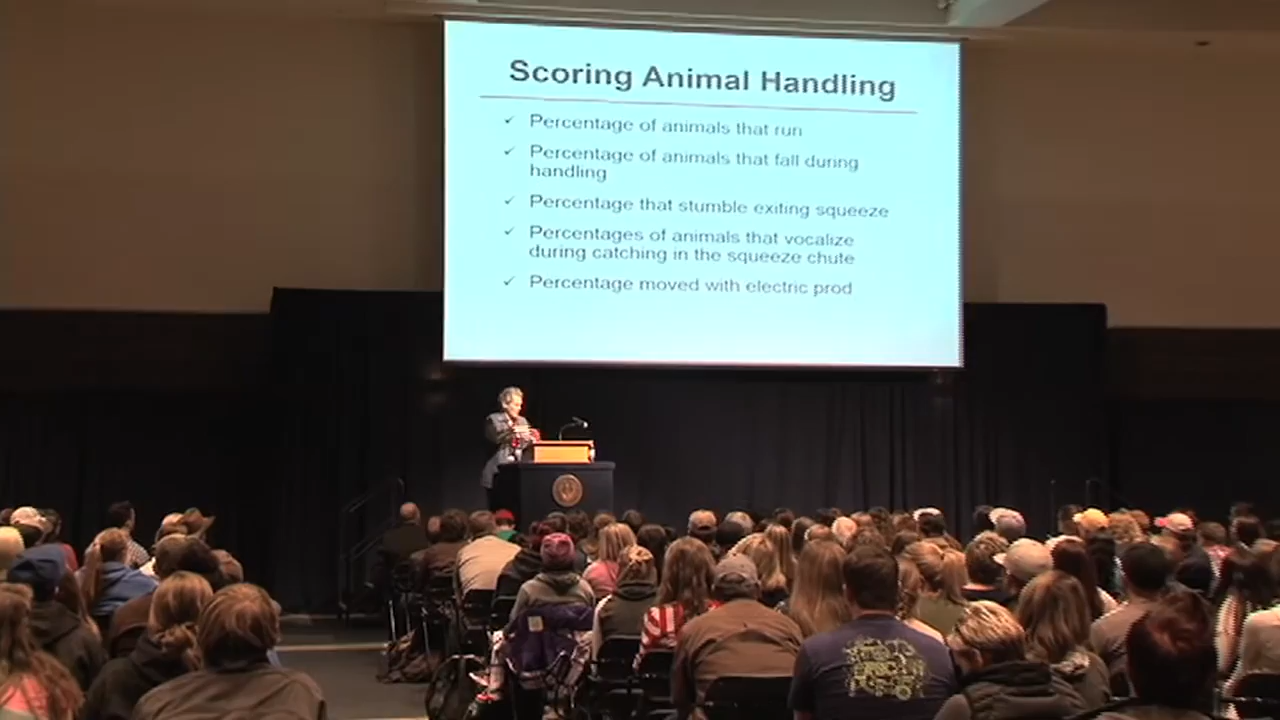 Scoring Animal Handling
✓ Percentage of animals that run
✓ Percentage of animals that fall during
handling
✓ Percentage that stumble exiting squeeze
✓ Percentages of animals that vocalize
during catching in the squeeze chute
✓ Percentage moved with electric prod